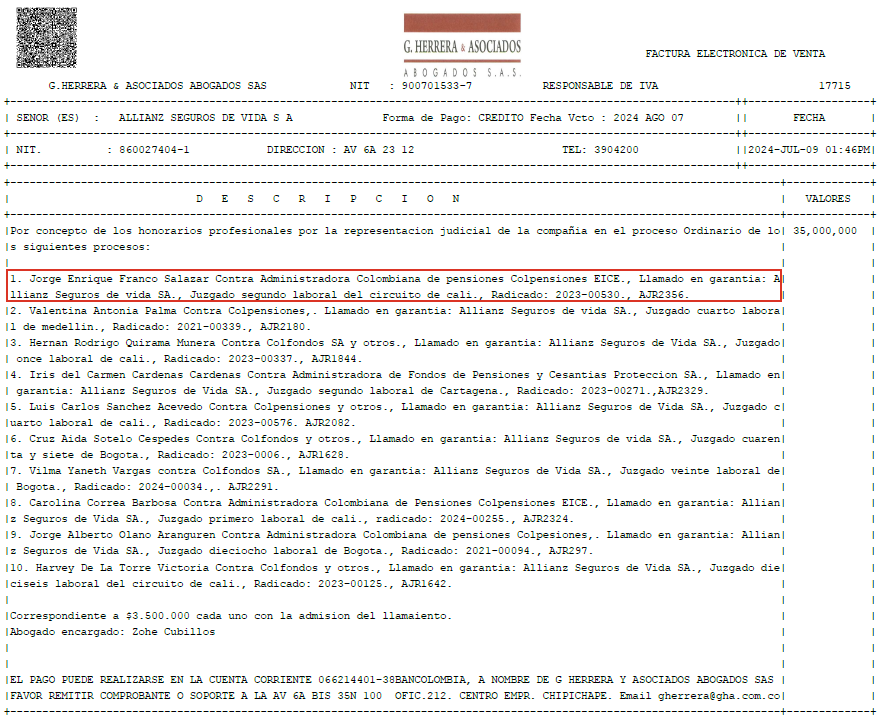 G. HERRERA & ASOCIADOS
ABOGADOS S.A.S.
FACTURA ELECTRONICA DE VENTA
G.HERRERA & ASOCIADOS ABOGADOS SAS NIT : 900701533-7 RESPONSABLE DE IVA 17715
SENOR (ES) : ALLIANZ SEGUROS DE VIDA S A Forma de Pago: CREDITO Fecha Vcto : 2024 AGO 07 FECHA
NIT. : 860027404-1 DIRECCION : AV 6A 23 12 TEL: 3904200 2024-JUL-09 01:46PM
D E S C R I P C I O N VALORES
Por concepto de los honorarios profesionales por la representacion judicial de la compañia en el proceso Ordinario de lo 35,000,000
s siguientes procesos:
1. Jorge Enrique Franco Salazar Contra Administradora Colombiana de pensiones Colpensiones EICE., Llamado en garantia: A
llianz Seguros de vida SA., Juzgado segundo laboral del circuito de cali., Radicado: 2023-00530., AJR2356.
2. Valentina Antonia Palma Contra Colpensiones,. Llamado en garantia: Allianz Seguros de vida SA., Juzgado cuarto labora
l de medellin., Radicado: 2021-00339., AJR2180.
3. Hernan Rodrigo Quirama Munera Contra Colfondos SA y otros., Llamado en garantia: Allianz Seguros de Vida SA., Juzgado
once laboral de cali., Radicado: 2023-00337., AJR1844.
4. Iris del Carmen Cardenas Cardenas Contra Administradora de Fondos de Pensiones y Cesantias Proteccion SA., Llamado en
garantia: Allianz Seguros de Vida SA., Juzgado segundo laboral de Cartagena., Radicado: 2023-00271.,AJR2329.
5. Luis Carlos Sanchez Acevedo Contra Colpensiones y otros., Llamado en garantia: Allianz Seguros de Vida SA., Juzgado c
uarto laboral de cali., Radicado: 2023-00576. AJR2082.
6. Cruz Aida Sotelo Cespedes Contra Colfondos y otros., Llamado en garantia: Allianz Seguros de vida SA., Juzgado cuaren
ta y siete de Bogota., Radicado: 2023-0006., AJR1628.
7. Vilma Yaneth Vargas contra Colfondos SA., Llamado en garantia: Allianz Seguros de Vida SA., Juzgado veinte laboral de
Bogota., Radicado: 2024-00034.,. AJR2291.
8. Carolina Correa Barbosa Contra Administradora Colombiana de Pensiones Colpensiones EICE., Llamado en garantia: Allian
z Seguros de Vida SA., Juzgado primero laboral de cali., radicado: 2024-00255., AJR2324.
9. Jorge Alberto Olano Aranguren Contra Administradora Colombiana de pensiones Colpesiones,. Llamado en garantia: Allian
z Seguros de Vida SA., Juzgado dieciocho laboral de Bogota., Radicado: 2021-00094., AJR297.
10. Harvey De La Torre Victoria Contra Colfondos y otros., Llamado en garantia: Allianz Seguros de Vida SA., Juzgado die
ciseis laboral del circuito de cali., Radicado: 2023-00125., AJR1642.
Correspondiente a $3.500.000 cada uno con la admision del llamaiento.
Abogado encargado: Zohe Cubillos
EL PAGO PUEDE REALIZARSE EN LA CUENTA CORRIENTE 066214401-38BANCOLOMBIA, A NOMBRE DE G HERRERA Y ASOCIADOS ABOGADOS SAS
FAVOR REMITIR COMPROBANTE O SOPORTE A LA AV 6A BIS 35N 100 OFIC.212. CENTRO EMPR. CHIPICHAPE. Email gherrera@gha.com.co